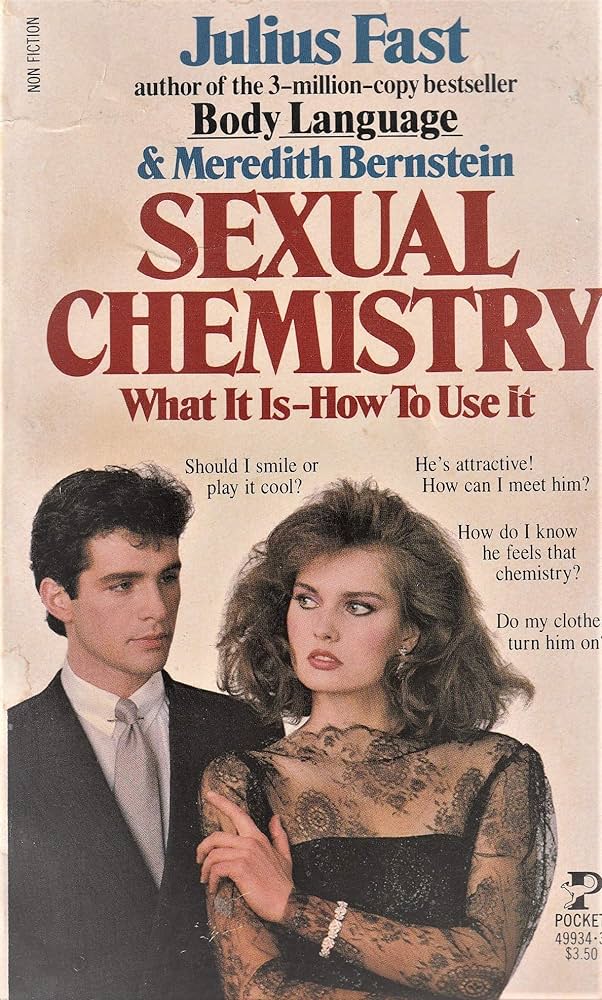 NON FICTION
Julius Fast
author of the 3-million-copy bestseller
Body Language
& Meredith Bernstein
SEXUAL
CHEMISTRY
What It Is-How To Use It
Should I smile or
play it cool?
He's attractive!
How can I meet him?
How do I know
he feels that
chemistry?
Do my clothe
turn him on?
P
POCKET
49934-3
$3.50